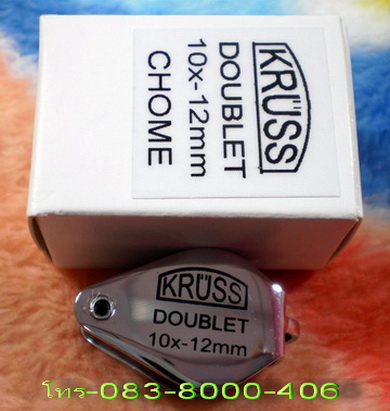 KRÜSS
DOUBLET
10x-12mm
CHOME
KRÜSS
DOUBLET
10x-12mm
โทร-083-8000-406